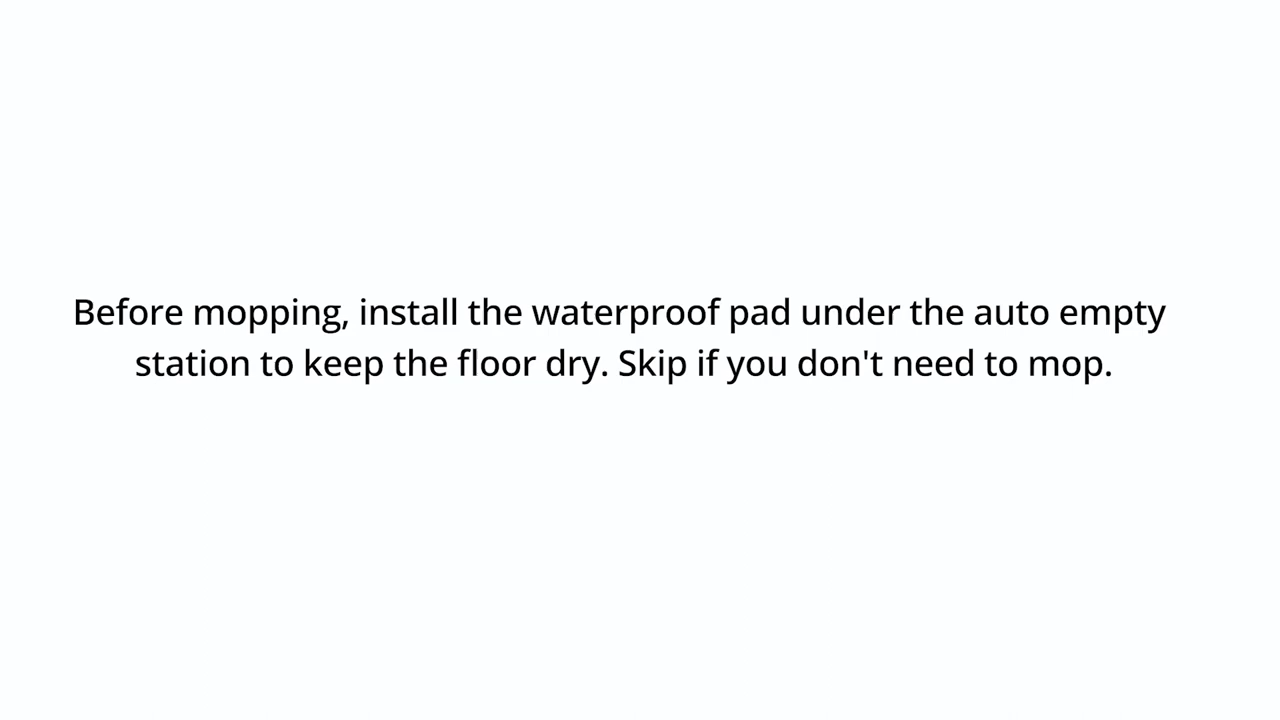 Before mopping, install the waterproof pad under the auto empty
station to keep the floor dry. Skip if you don't need to mop.